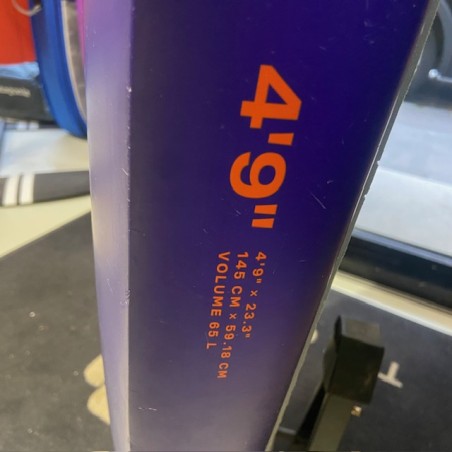 4'9"
4'9" × 23.3"
145 CM × 59.18 CM
VOLUME 65 L